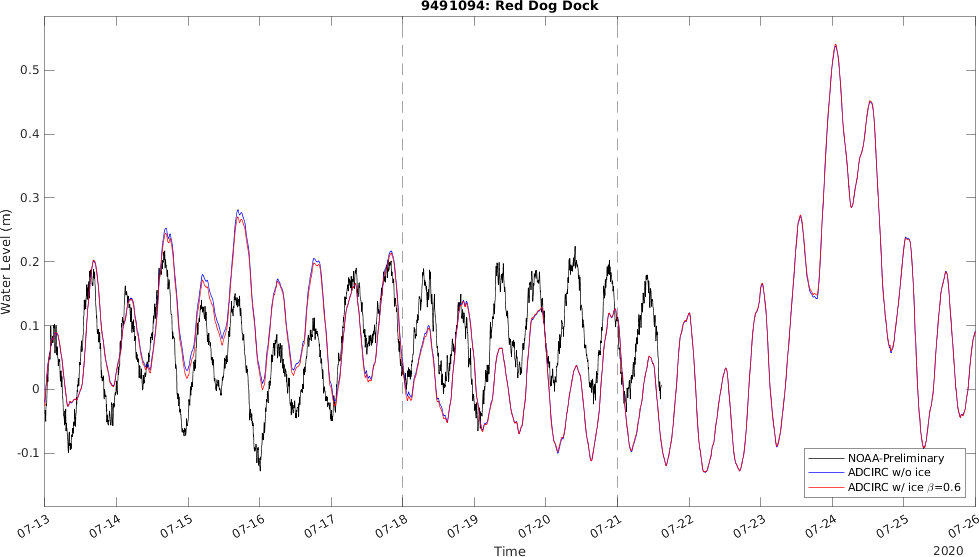 9491094: Red Dog Dock
Water Level (m)
0.5
0.4
0.3
0.2
0.1
0
-0.1
NOAA-Preliminary
ADCIRC w/o ice
ADCIRC w/ ice β=0.6
07-13 07-14 07-15 07-16 07-17 07-18 07-19 07-20 07-21 07-22 07-23 07-24 07-25 07-26
Time
2020